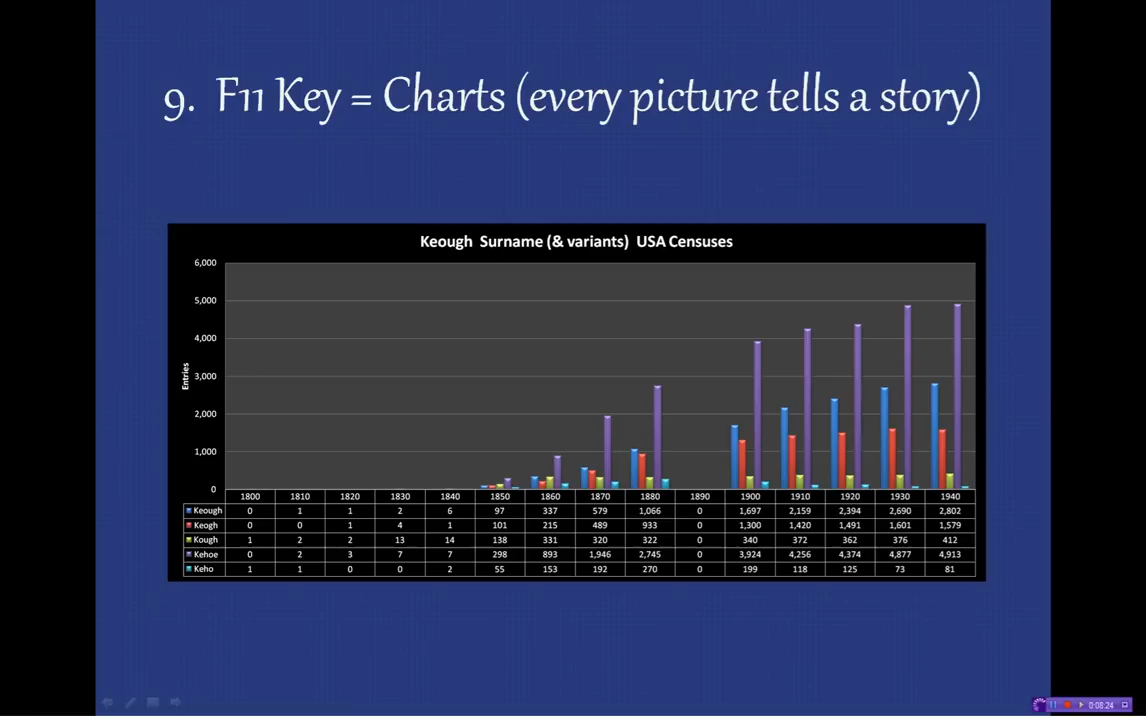 9. F11 Key = Charts (every picture tells a story)
Keough Surname (& variants) USA Censuses
6,000
5,000
4,000
3,000
2,000
1,000
0
Entries
1800 1810 1820 1830 1840 1850 1860 1870 1880 1890 1900 1910 1920 1930 1940
Keough 0 1 1 2 6 97 337 579 1,066 0 1,697 2,159 2,394 2,690 2,802
Keogh 0 0 1 4 1 101 215 489 933 0 1,300 1,420 1,491 1,601 1,579
Kough 1 2 2 13 14 138 331 320 322 0 340 372 362 376 412
Kehoe 0 2 3 7 7 298 893 1,946 2,745 0 3,924 4,256 4,374 4,877 4,913
Keho 1 1 0 0 2 55 153 192 270 0 199 118 125 73 81
0:08:24